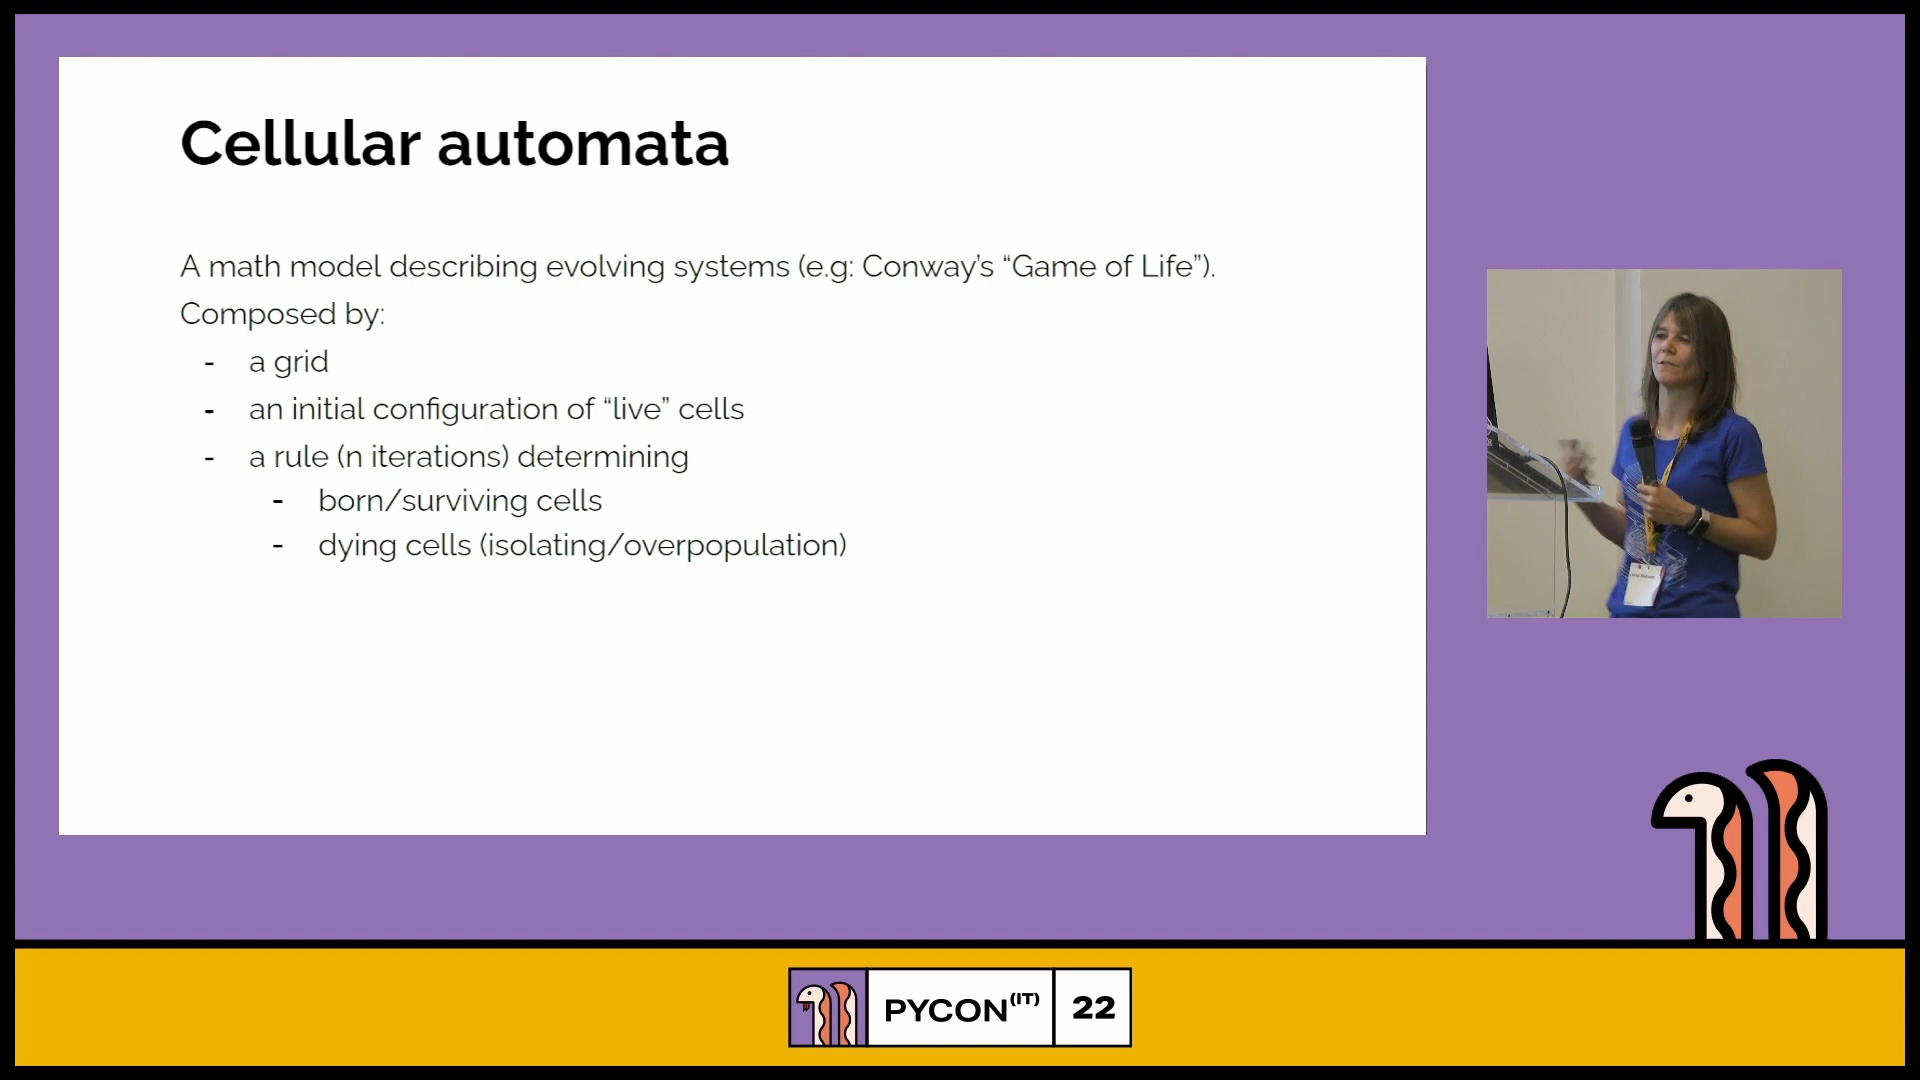 Cellular automata
A math model describing evolving systems (e.g: Conway’s “Game of Life”).
Composed by:
- a grid
- an initial configuration of “live” cells
- a rule (n iterations) determining
- born/surviving cells
- dying cells (isolating/overpopulation)
PYCON(IT) 22